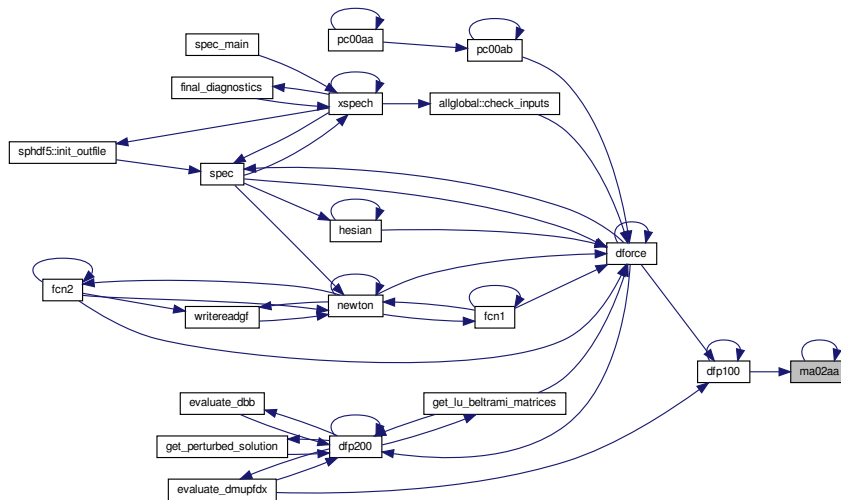 pc00aa
spec_main
pc00ab
final_diagnostics
xspech
allglobal::check_inputs
sphdf5::init_outfile
spec
hesian
dforce
fcn2
newton
writereadgf
fcn1
dfp100
ma02aa
evaluate_dbb
get_lu_beltrami_matrices
get_perturbed_solution
dfp200
evaluate_dmupfdx